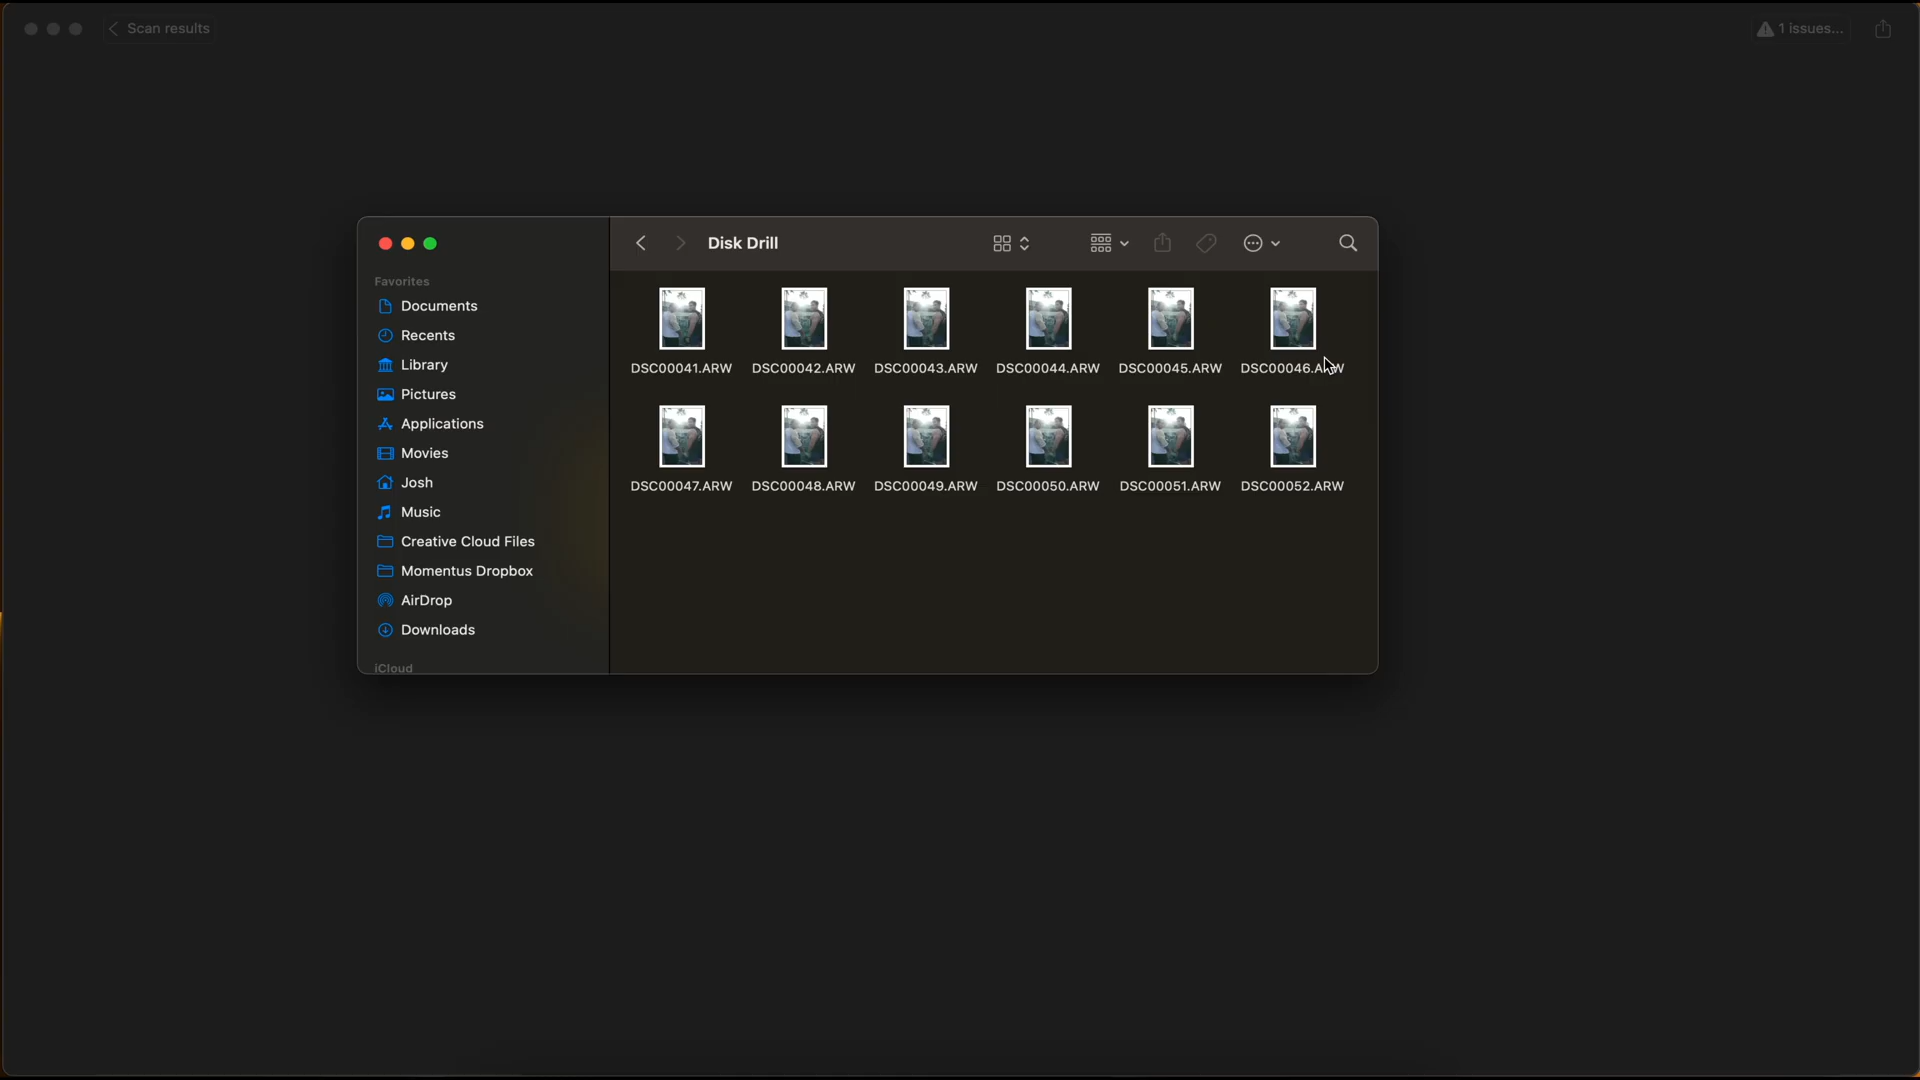 Scan results
1 issues...
Disk Drill
Favorites
Documents
Recents
Library
Pictures
Applications
Movies
Josh
Music
Creative Cloud Files
Momentus Dropbox
AirDrop
Downloads
iCloud
DSC00041.ARW DSC00042.ARW DSC00043.ARW DSC00044.ARW DSC00045.ARW DSC00046.ARW
DSC00047.ARW DSC00048.ARW DSC00049.ARW DSC00050.ARW DSC00051.ARW DSC00052.ARW